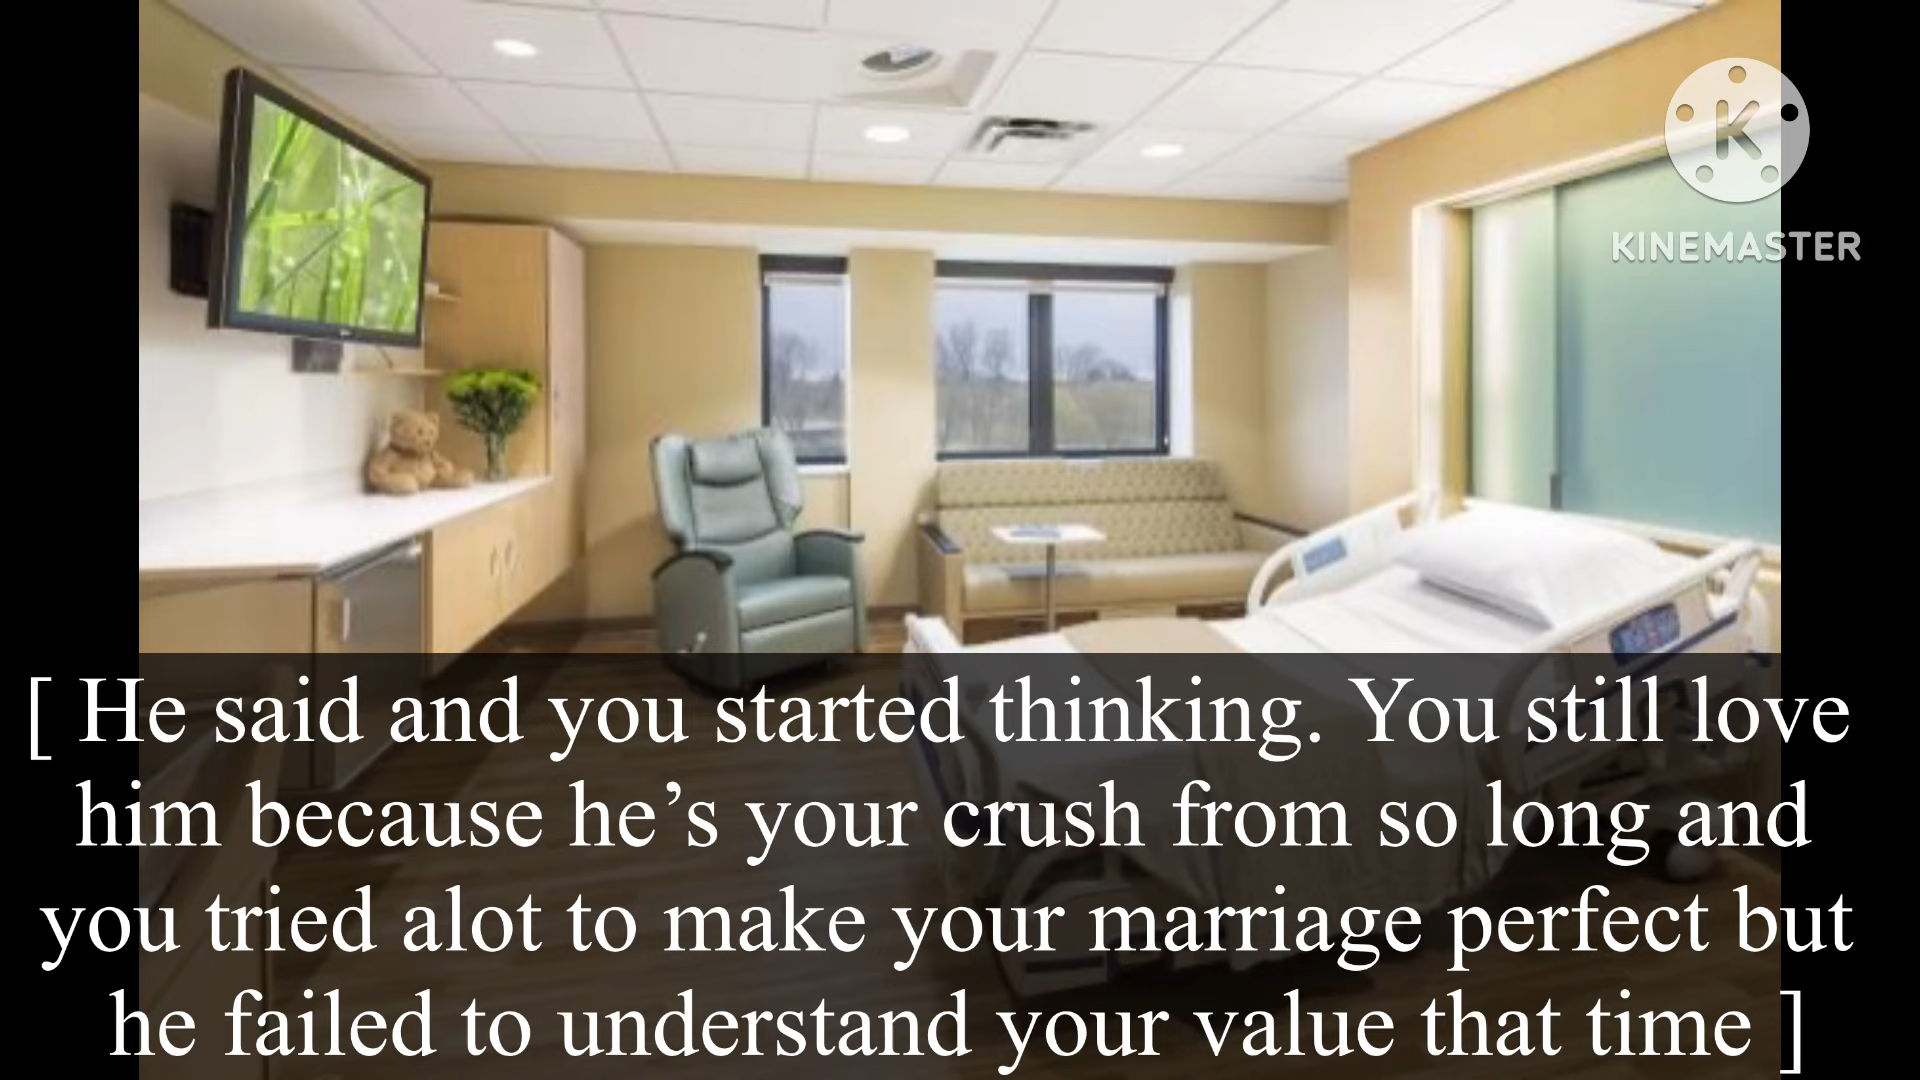 K
KINEMASTER
[ He said and you started thinking. You still love
him because he’s your crush from so long and
you tried alot to make your marriage perfect but
he failed to understand your value that time ]